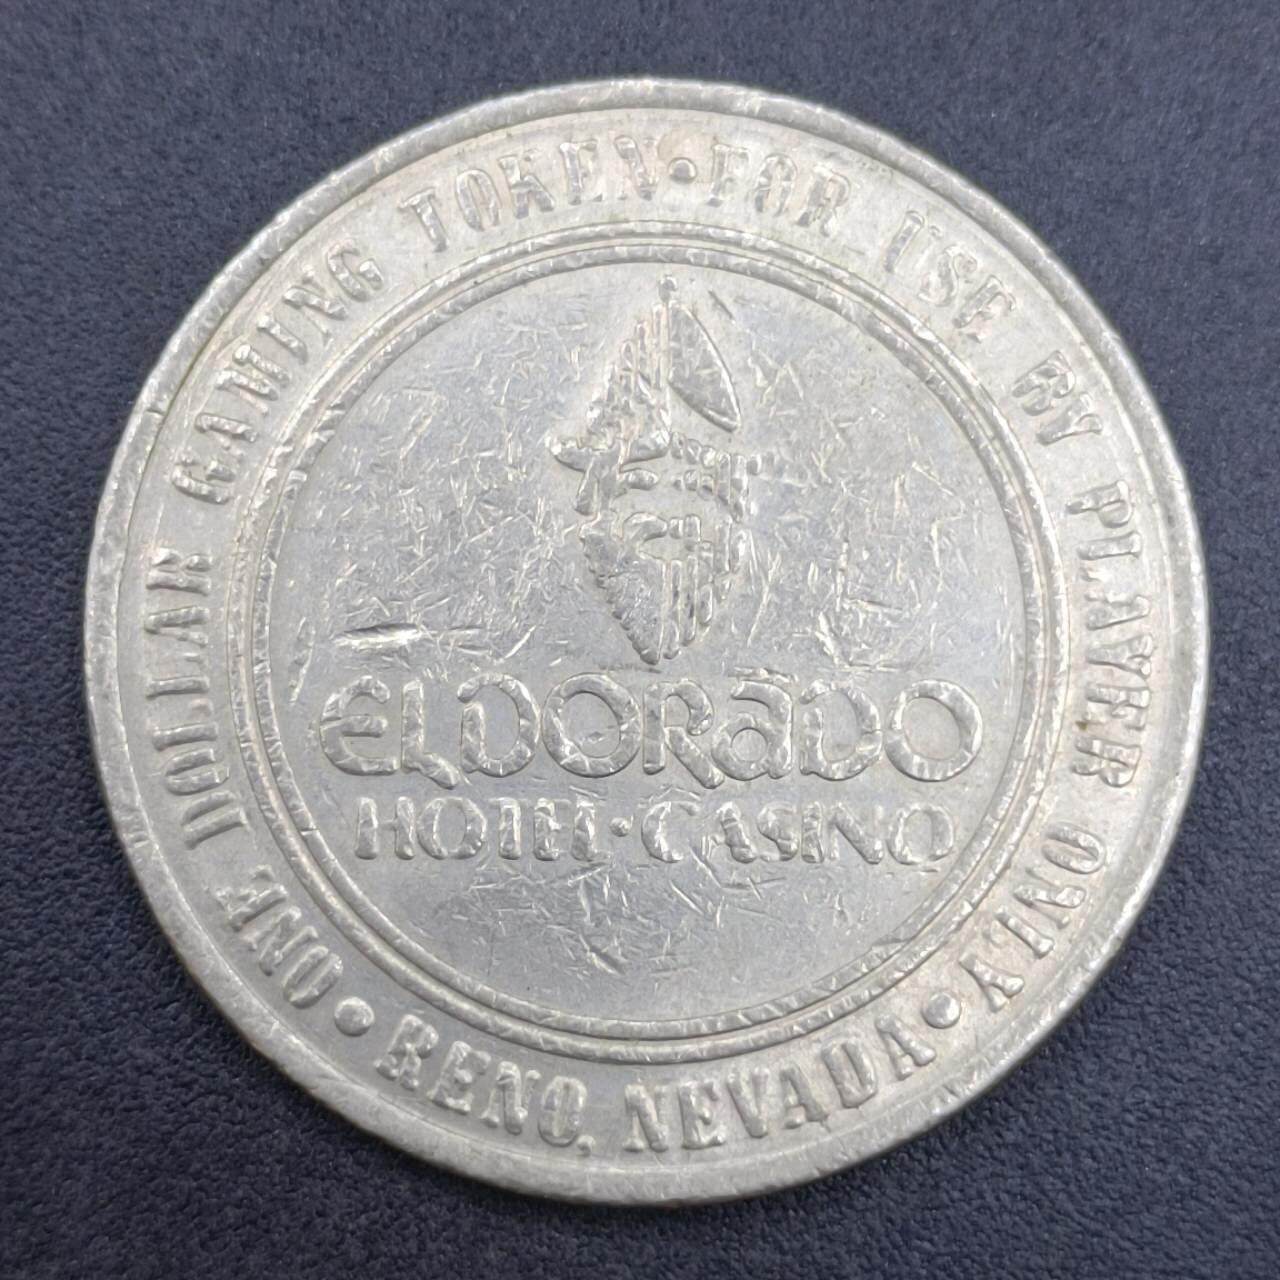 ONE DOLLAR GAMING TOKEN • FOR USE BY PLAYER ONLY •
ELDORaDO
HOTEL • CASINO
RENO, NEVADA